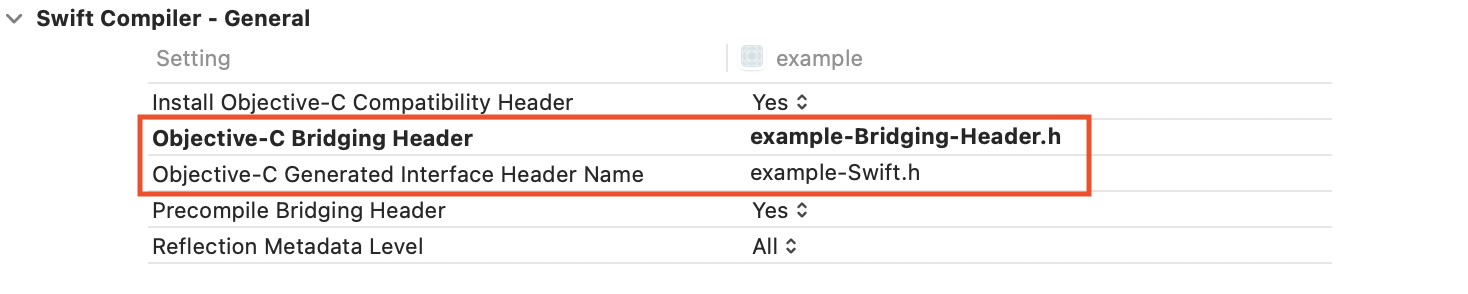 Swift Compiler - General
Setting example
Install Objective-C Compatibility Header Yes
Objective-C Bridging Header example-Bridging-Header.h
Objective-C Generated Interface Header Name example-Swift.h
Precompile Bridging Header Yes
Reflection Metadata Level All